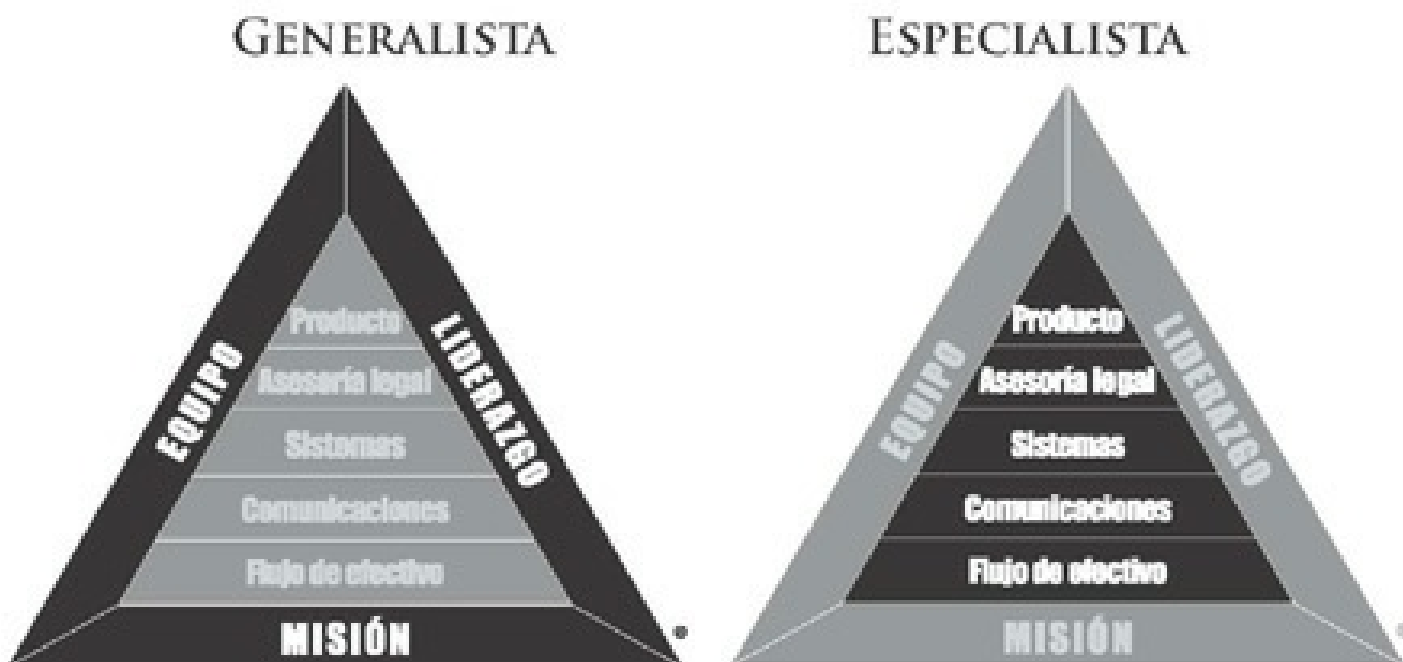 GENERALISTA
EQUIPO
LIDERAZGO
Producto
Asesoría legal
Sistemas
Comunicaciones
Flujo de efectivo
MISIÓN
ESPECIALISTA
EQUIPO
LIDERAZGO
Producto
Asesoría legal
Sistemas
Comunicaciones
Flujo de efectivo
MISIÓN